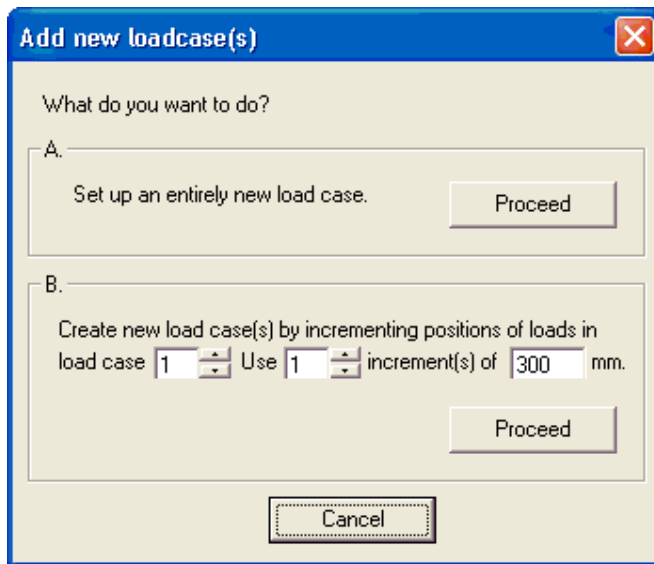 Add new loadcase(s)
What do you want to do?
A.
Set up an entirely new load case.
Proceed
B.
Create new load case(s) by incrementing positions of loads in
load case 1 Use 1 increment(s) of 300 mm.
Proceed
Cancel